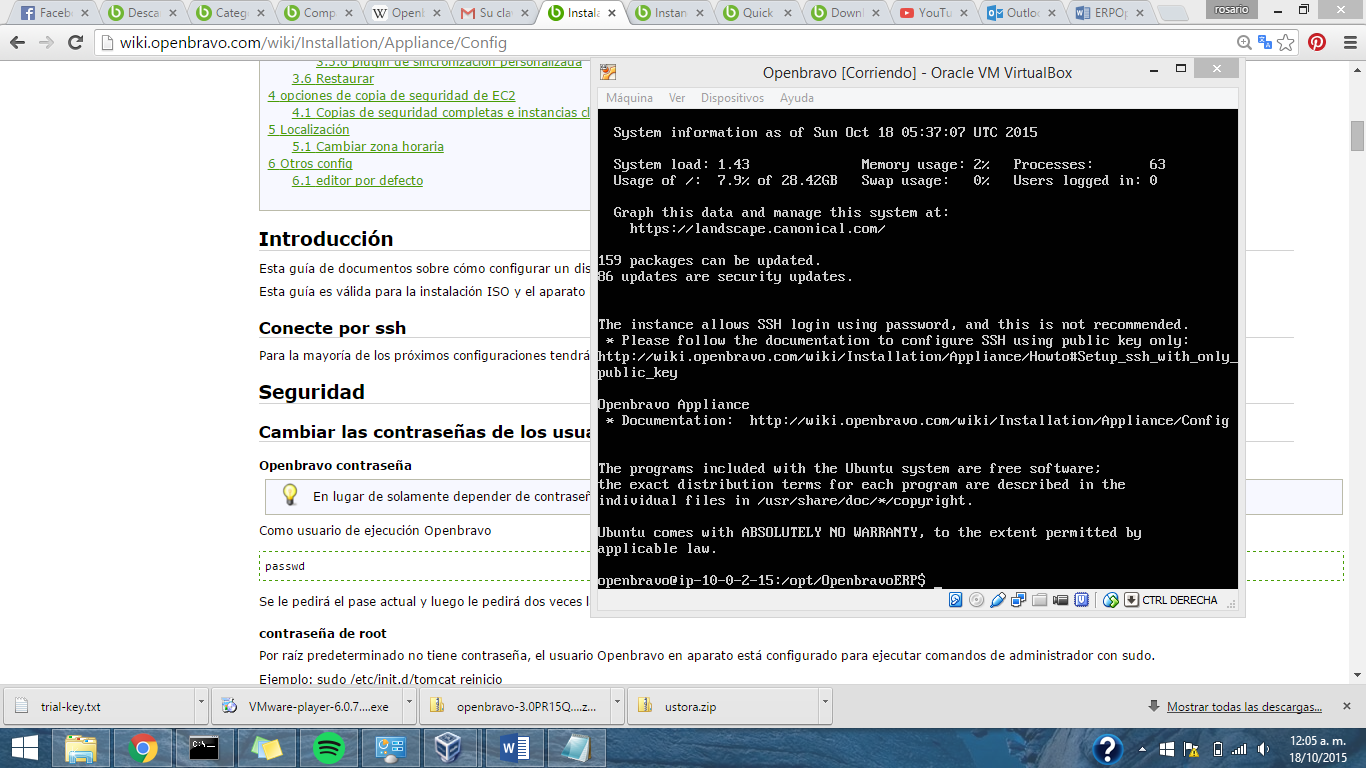 Faceb
Desca
Categ
Comp
Openb
Su cla
Instala
Instan
Quick
Downl
YouTu
Outloo
ERPOp
rosario
wiki.openbravo.com/wiki/Installation/Appliance/Config
3.5.6 plugin de sincronización personalizada
3.6 Restaurar
4 opciones de copia de seguridad de EC2
4.1 Copias de seguridad completas e instancias cl
5 Localización
5.1 Cambiar zona horaria
6 Otros config
6.1 editor por defecto
Introducción
Esta guía de documentos sobre cómo configurar un dis
Esta guía es válida para la instalación ISO y el aparato
Conecte por ssh
Para la mayoría de los próximos configuraciones tendrá
Seguridad
Cambiar las contraseñas de los usua
Openbravo contraseña
En lugar de solamente depender de contraseñ
Como usuario de ejecución Openbravo
passwd
Se le pedirá el pase actual y luego le pedirá dos veces l
contraseña de root
Por raíz predeterminado no tiene contraseña, el usuario Openbravo en aparato está configurado para ejecutar comandos de administrador con sudo.
Ejemplo: sudo /etc/init.d/tomcat reinicio
Openbravo [Corriendo] - Oracle VM VirtualBox
Máquina Ver Dispositivos Ayuda
System information as of Sun Oct 18 05:37:07 UTC 2015
System load: 1.43 Memory usage: 2% Processes: 63
Usage of /: 7.9% of 28.42GB Swap usage: 0% Users logged in: 0
Graph this data and manage this system at:
https://landscape.canonical.com/
159 packages can be updated.
86 updates are security updates.
The instance allows SSH login using password, and this is not recommended.
* Please follow the documentation to configure SSH using public key only:
http://wiki.openbravo.com/wiki/Installation/Appliance/Howto#Setup_ssh_with_only_
public_key
Openbravo Appliance
* Documentation: http://wiki.openbravo.com/wiki/Installation/Appliance/Config
The programs included with the Ubuntu system are free software;
the exact distribution terms for each program are described in the
individual files in /usr/share/doc/*/copyright.
Ubuntu comes with ABSOLUTELY NO WARRANTY, to the extent permitted by
applicable law.
openbravo@ip-10-0-2-15:/opt/OpenbravoERP$ _
CTRL DERECHA
trial-key.txt
VMware-player-6.0.7....exe
openbravo-3.0PR15Q....z...
ustora.zip
Mostrar todas las descargas...
12:05 a. m.
18/10/2015